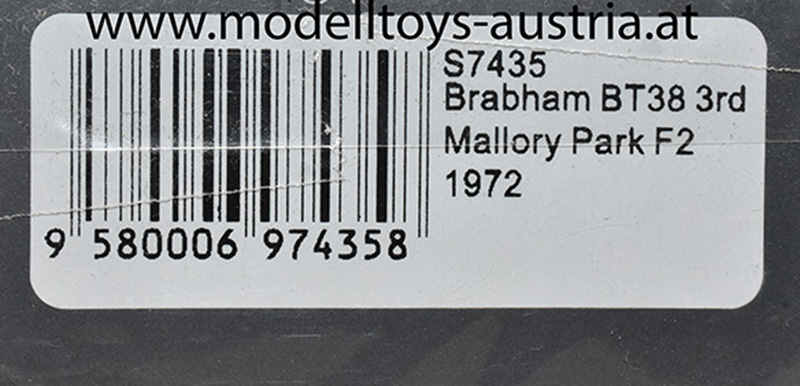 www.modelltoys-austria.at
S7435
Brabham BT38 3rd
Mallory Park F2
1972
9 580006 974358